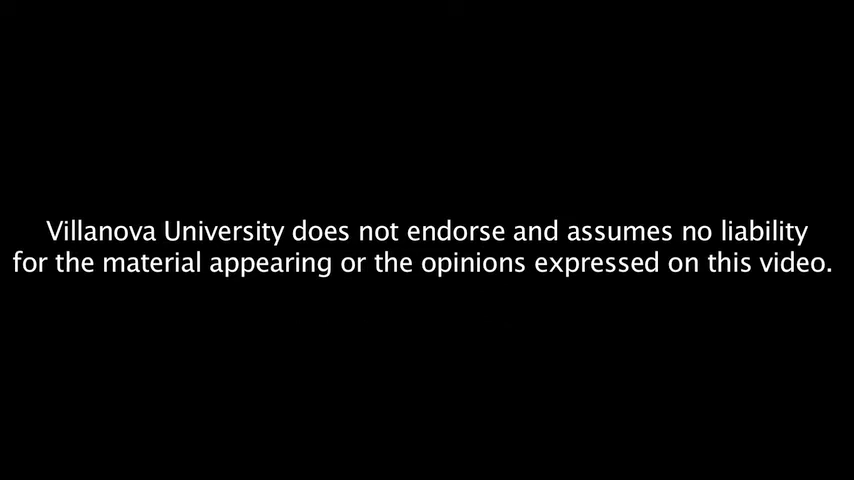 Villanova University does not endorse and assumes no liability
for the material appearing or the opinions expressed on this video.